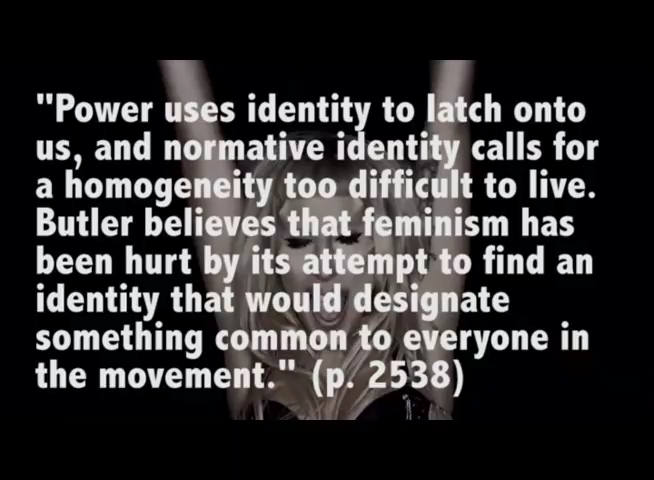 "Power uses identity to latch onto
us, and normative identity calls for
a homogeneity too difficult to live.
Butler believes that feminism has
been hurt by its attempt to find an
identity that would designate
something common to everyone in
the movement." (p. 2538)